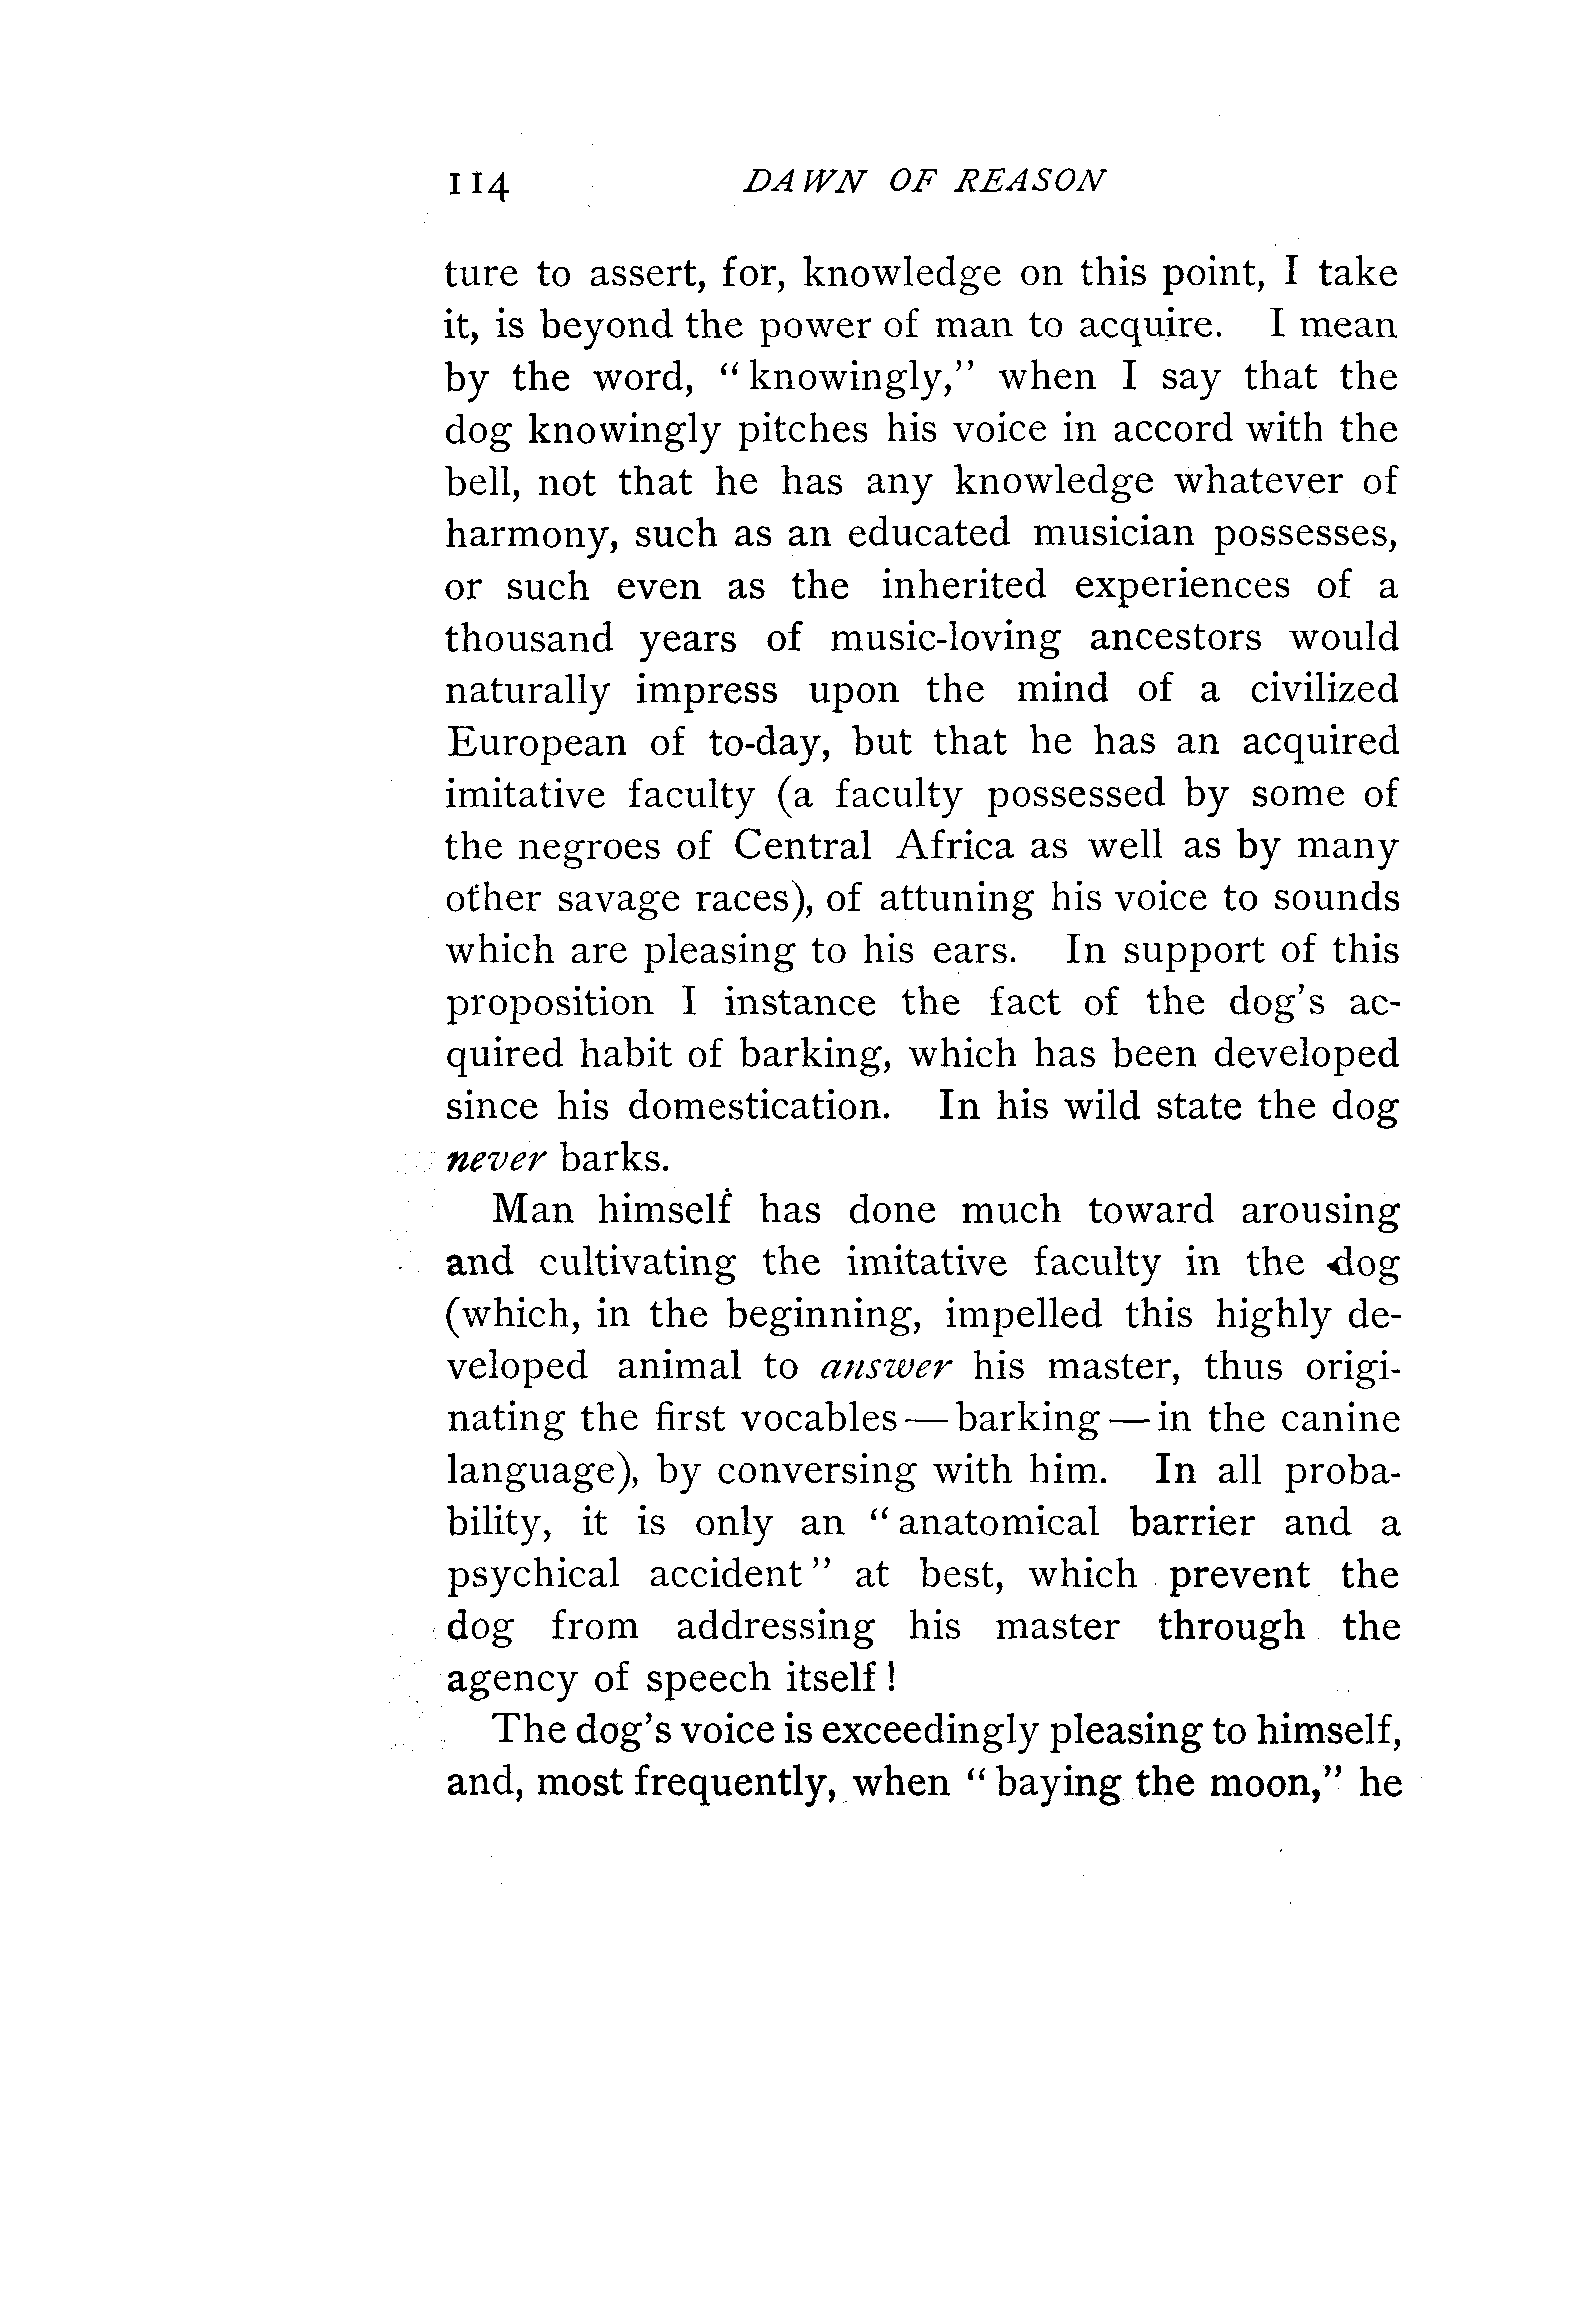 114 DAWN OF REASON
ture to assert, for, knowledge on this point, I take
it, is beyond the power of man to acquire. I mean
by the word, "knowingly," when I say that the
dog knowingly pitches his voice in accord with the
bell, not that he has any knowledge whatever of
harmony, such as an educated musician possesses,
or such even as the inherited experiences of a
thousand years of music-loving ancestors would
naturally impress upon the mind of a civilized
European of to-day, but that he has an acquired
imitative faculty (a faculty possessed by some of
the negroes of Central Africa as well as by many
other savage races), of attuning his voice to sounds
which are pleasing to his ears. In support of this
proposition I instance the fact of the dog's ac-
quired habit of barking, which has been developed
since his domestication. In his wild state the dog
never barks.
Man himself has done much toward arousing
and cultivating the imitative faculty in the dog
(which, in the beginning, impelled this highly de-
veloped animal to answer his master, thus origi-
nating the first vocables—barking—in the canine
language), by conversing with him. In all proba-
bility, it is only an "anatomical barrier and a
psychical accident" at best, which prevent the
dog from addressing his master through the
agency of speech itself!
The dog's voice is exceedingly pleasing to himself,
and, most frequently, when "baying the moon," he